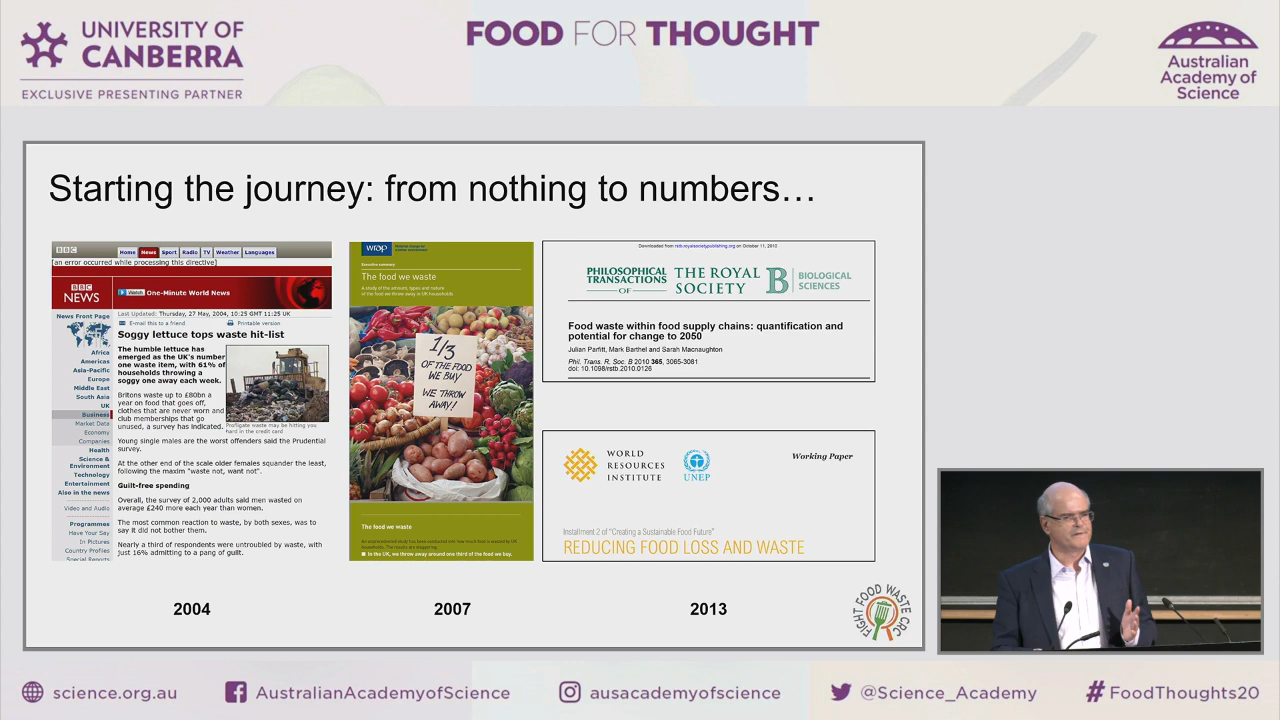 UNIVERSITY OF
CANBERRA
EXCLUSIVE PRESENTING PARTNER
FOOD FOR THOUGHT
Australian
Academy of
Science
Starting the journey: from nothing to numbers…
BBC
Home News Sport Radio TV Weather Languages
[an error occurred while processing this directive]
BBC
NEWS
Watch One-Minute World News
News Front Page
Africa
Americas
Asia-Pacific
Europe
Middle East
South Asia
UK
Business
Market Data
Economy
Companies
Health
Science &
Environment
Technology
Entertainment
Also in the news
Video and Audio
Programmes
Have Your Say
In Pictures
Country Profiles
Special Reports
Last Updated: Thursday, 27 May, 2004, 10:25 GMT 11:25 UK
E-mail this to a friend
Printable version
Soggy lettuce tops waste hit-list
The humble lettuce has
emerged as the UK's number
one waste item, with 61% of
households throwing a
soggy one away each week.
Britons waste up to £80bn a
year on food that goes off,
clothes that are never worn and
club memberships that go
unused, a survey has indicated.
Profligate waste may be hitting you
hard in the credit card
Young single males are the worst offenders said the Prudential
survey.
At the other end of the scale older females squander the least,
following the maxim "waste not, want not".
Guilt-free spending
Overall, the survey of 2,000 adults said men wasted on
average £240 more each year than women.
The most common reaction to waste, by both sexes, was to
say it did not bother them.
Nearly a third of respondents were untroubled by waste, with
just 16% admitting to a pang of guilt.
2004
wrap
Executive summary
The food we waste
A study of the amount, types and nature
of the food we throw away in UK households
1/3
OF THE FOOD
WE BUY
WE THROW
AWAY!
The food we waste
In the UK, we throw away around one third of the food we buy.
2007
Downloaded from rstb.royalsocietypublishing.org on October 11, 2010
PHILOSOPHICAL
TRANSACTIONS
OF
THE ROYAL
SOCIETY
B
BIOLOGICAL
SCIENCES
Food waste within food supply chains: quantification and
potential for change to 2050
Julian Parfitt, Mark Barthel and Sarah Macnaughton
Phil. Trans. R. Soc. B 2010 365, 3065-3081
doi: 10.1098/rstb.2010.0126
WORLD
RESOURCES
INSTITUTE
UNEP
Working Paper
Installment 2 of "Creating a Sustainable Food Future"
REDUCING FOOD LOSS AND WASTE
2013
FIGHT FOOD WASTE CRC
science.org.au
AustralianAcademyofScience
ausacademyofscience
@Science_Academy
#FoodThoughts20